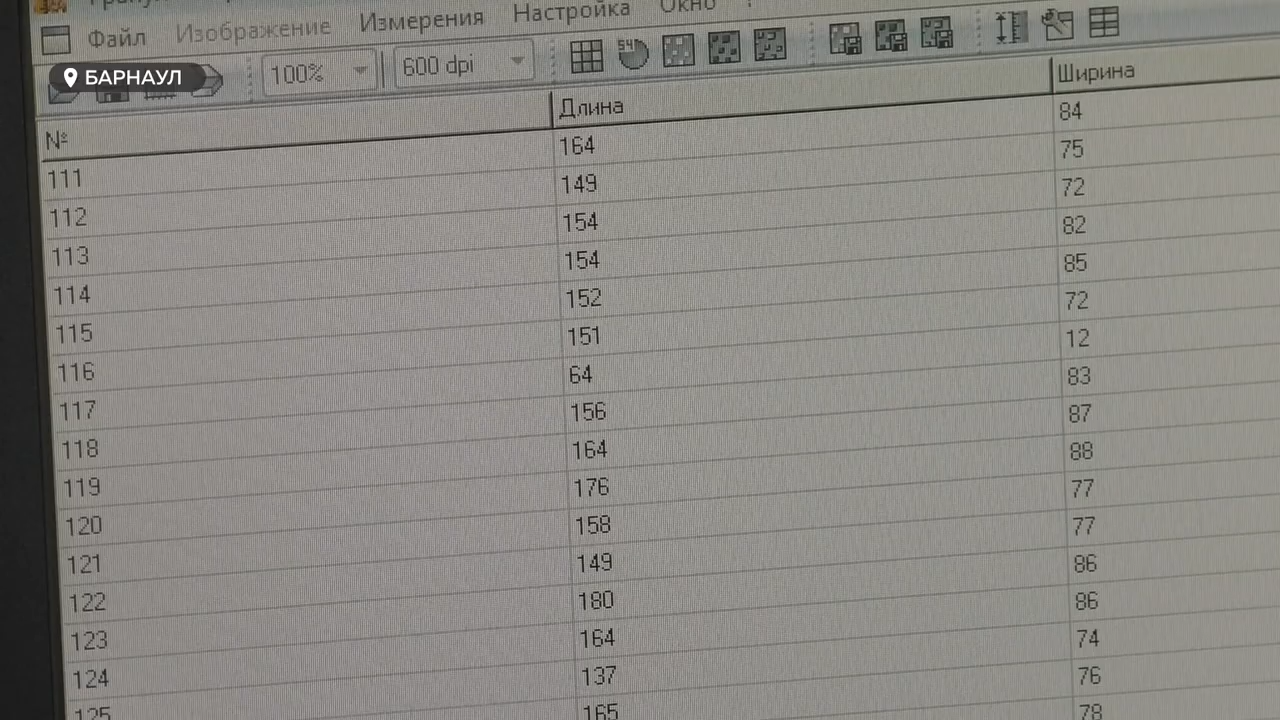 Файл Изображение Измерения Настройка Окно
БАРНАУЛ
100% 600 dpi
№ Длина Ширина
111 164 84
112 149 75
113 154 72
114 154 82
115 152 85
116 151 72
117 64 12
118 156 83
119 164 87
120 176 88
121 158 77
122 149 77
123 180 86
124 164 86
125 137 74
165 76
78